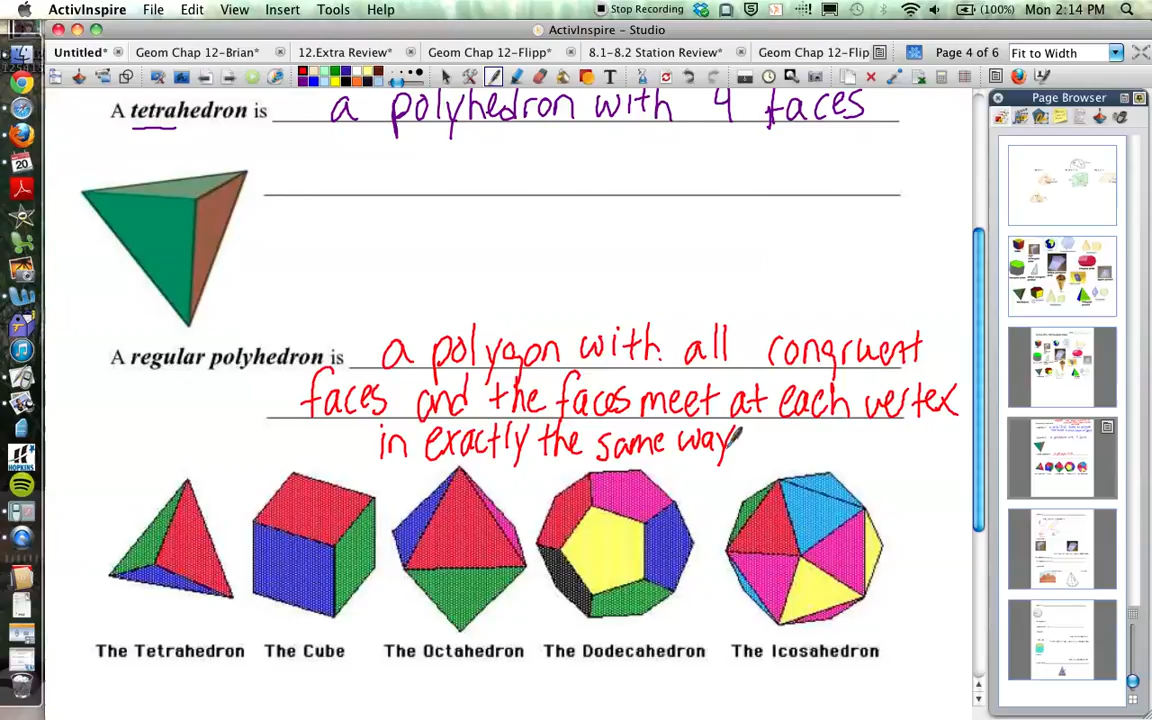 ActivInspire File Edit View Insert Tools Help Stop Recording (100%) Mon 2:14 PM
ActivInspire - Studio
Untitled* Geom Chap 12-Brian* 12.Extra Review* Geom Chap 12-Flipp* 8.1-8.2 Station Review* Geom Chap 12-Flip Page 4 of 6 Fit to Width
Page Browser
A tetrahedron is a polyhedron with 4 faces
A regular polyhedron is a polygon with all congruent
faces and the faces meet at each vertex
in exactly the same way
The Tetrahedron The Cube The Octahedron The Dodecahedron The Icosahedron
20
HOPKINS